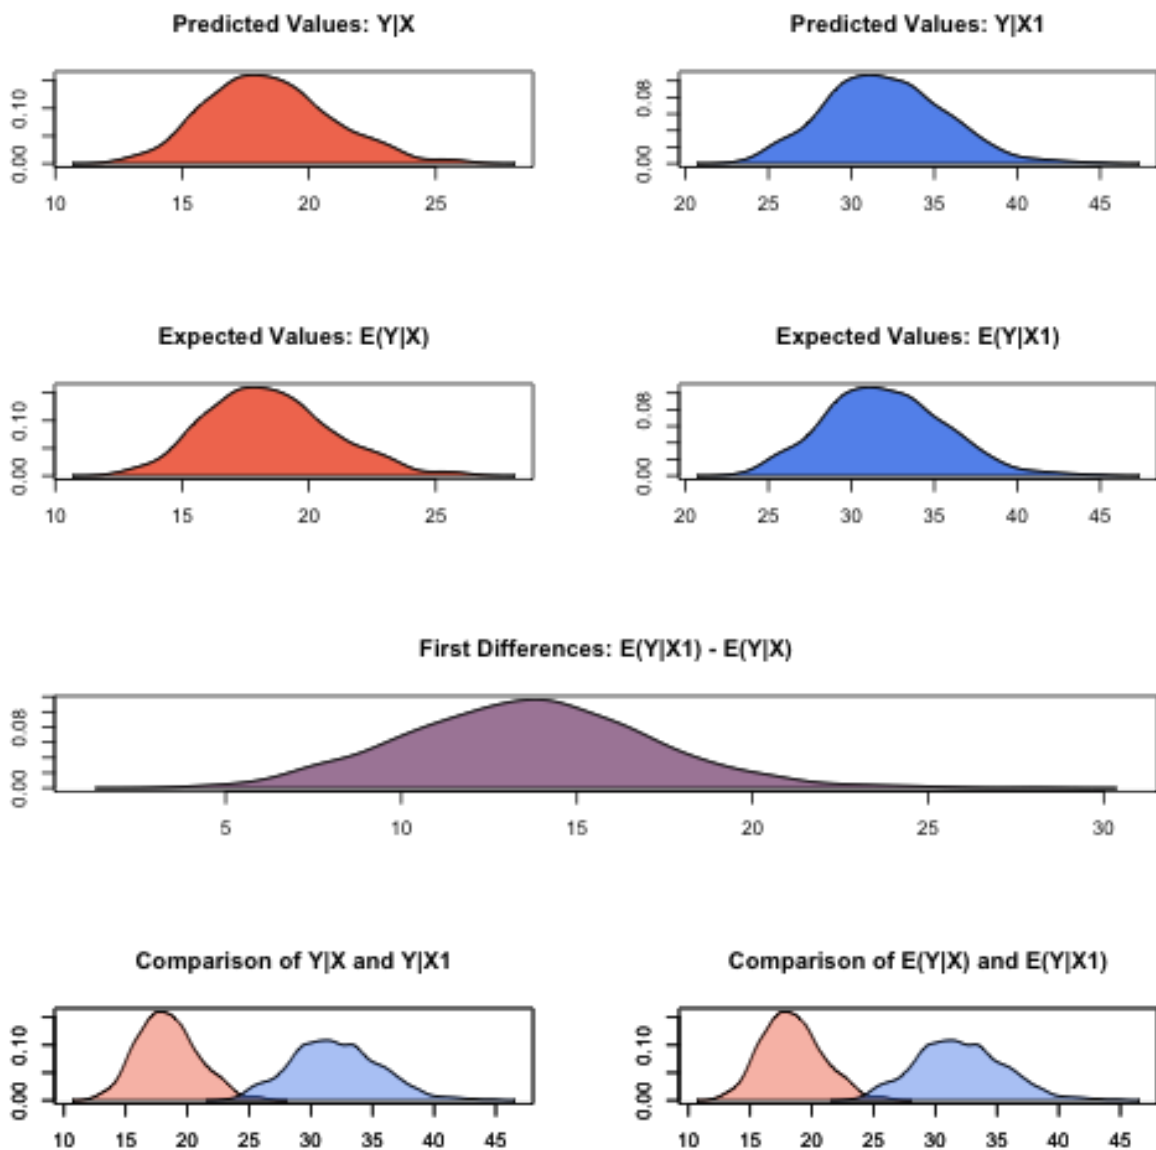 Predicted Values: Y|X
0.00 0.10
10 15 20 25
Predicted Values: Y|X1
0.00 0.08
20 25 30 35 40 45
Expected Values: E(Y|X)
0.00 0.10
10 15 20 25
Expected Values: E(Y|X1)
0.00 0.08
20 25 30 35 40 45
First Differences: E(Y|X1) - E(Y|X)
0.00 0.08
5 10 15 20 25 30
Comparison of Y|X and Y|X1
0.00 0.10
10 15 20 25 30 35 40 45
Comparison of E(Y|X) and E(Y|X1)
0.00 0.10
10 15 20 25 30 35 40 45